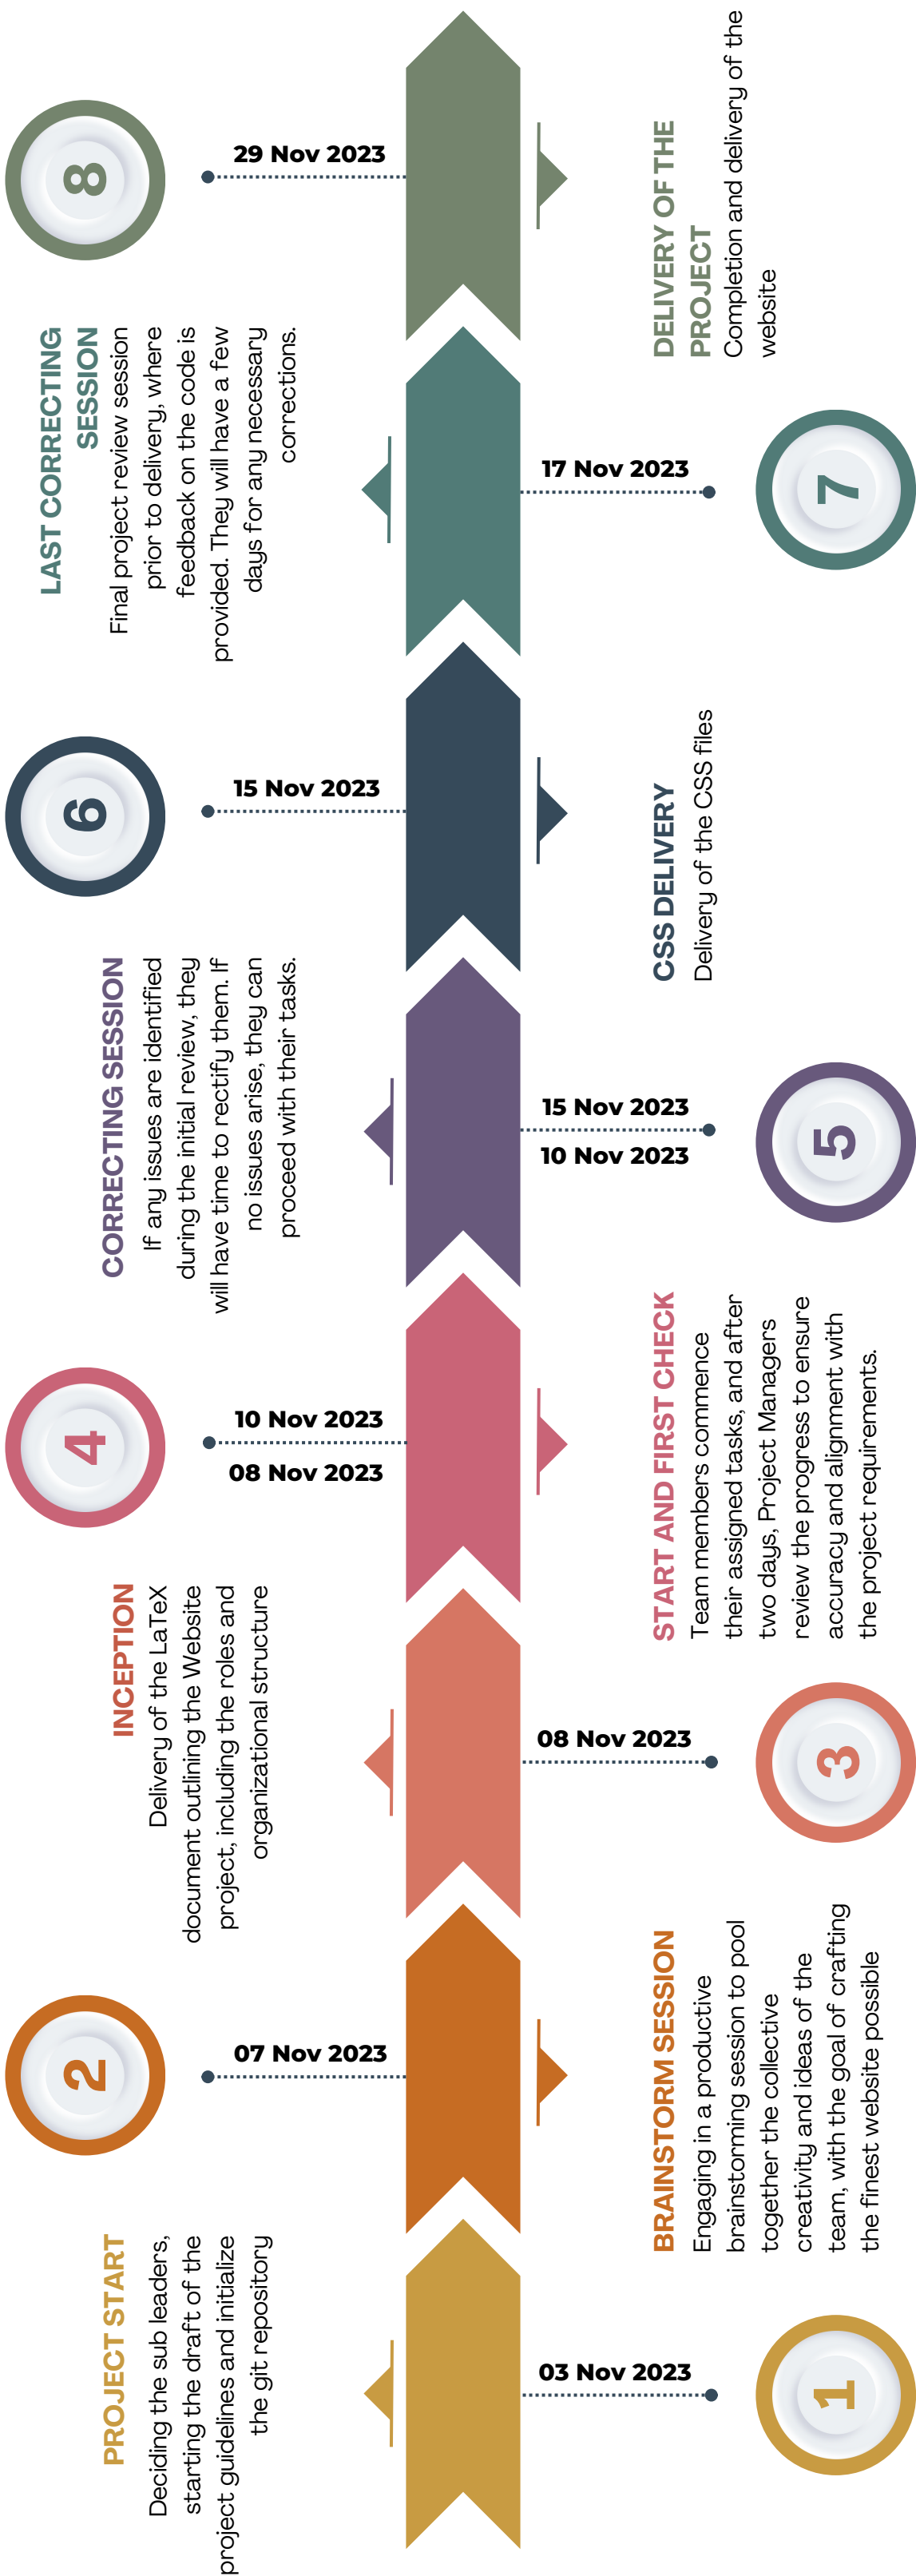 1
03 Nov 2023
PROJECT START
Deciding the sub leaders,
starting the draft of the
project guidelines and initialize
the git repository
2
07 Nov 2023
BRAINSTORM SESSION
Engaging in a productive
brainstorming session to pool
together the collective
creativity and ideas of the
team, with the goal of crafting
the finest website possible
3
08 Nov 2023
INCEPTION
Delivery of the LaTeX
document outlining the Website
project, including the roles and
organizational structure
4
10 Nov 2023
08 Nov 2023
START AND FIRST CHECK
Team members commence
their assigned tasks, and after
two days, Project Managers
review the progress to ensure
accuracy and alignment with
the project requirements.
5
15 Nov 2023
10 Nov 2023
CORRECTING SESSION
If any issues are identified
during the initial review, they
will have time to rectify them. If
no issues arise, they can
proceed with their tasks.
6
15 Nov 2023
CSS DELIVERY
Delivery of the CSS files
7
17 Nov 2023
LAST CORRECTING
SESSION
Final project review session
prior to delivery, where
feedback on the code is
provided. They will have a few
days for any necessary
corrections.
8
29 Nov 2023
DELIVERY OF THE
PROJECT
Completion and delivery of the
website